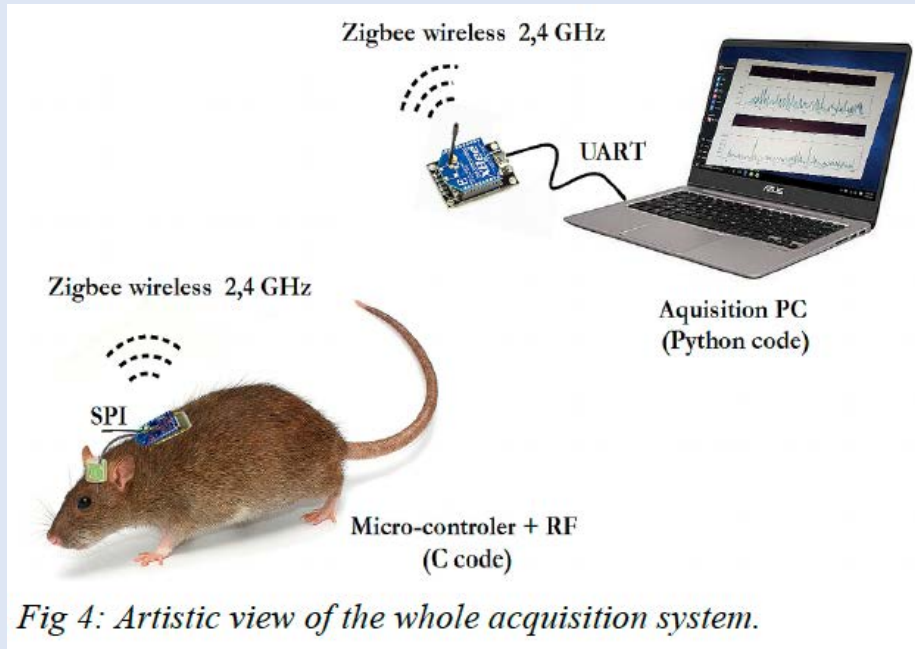 Zigbee wireless 2,4 GHz
UART
ASUS
Zigbee wireless 2,4 GHz
Aquisition PC
(Python code)
SPI
Micro-controler + RF
(C code)
Fig 4: Artistic view of the whole acquisition system.